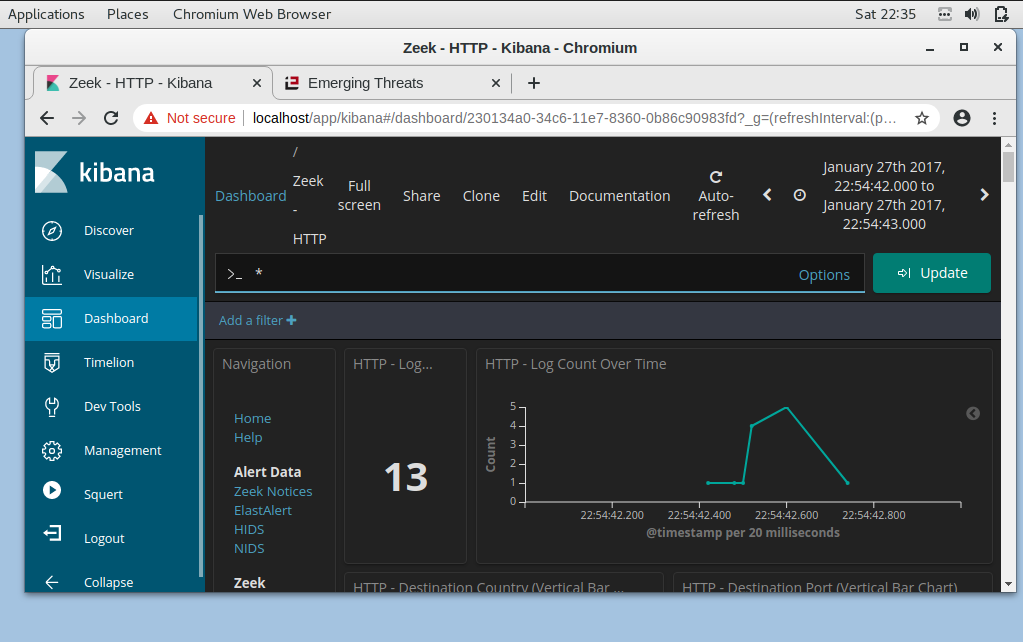 Applications Places Chromium Web Browser Sat 22:35
Zeek - HTTP - Kibana - Chromium
Zeek - HTTP - Kibana
Emerging Threats
Not secure localhost/app/kibana#/dashboard/230134a0-34c6-11e7-8360-0b86c90983fd?_g=(refreshInterval:(p…
kibana
Discover
Visualize
Dashboard
Timelion
Dev Tools
Management
Squert
Logout
Collapse
Dashboard
/
Zeek
-
HTTP
Full
screen
Share
Clone
Edit
Documentation
Auto-
refresh
January 27th 2017,
22:54:42.000 to
January 27th 2017,
22:54:43.000
>_ *
Options
Update
Add a filter +
Navigation
Home
Help
Alert Data
Zeek Notices
ElastAlert
HIDS
NIDS
Zeek
HTTP - Log...
13
HTTP - Log Count Over Time
Count
5
4
3
2
1
0
22:54:42.200 22:54:42.400 22:54:42.600 22:54:42.800
@timestamp per 20 milliseconds
HTTP - Destination Country (Vertical Bar ...
HTTP - Destination Port (Vertical Bar Chart)